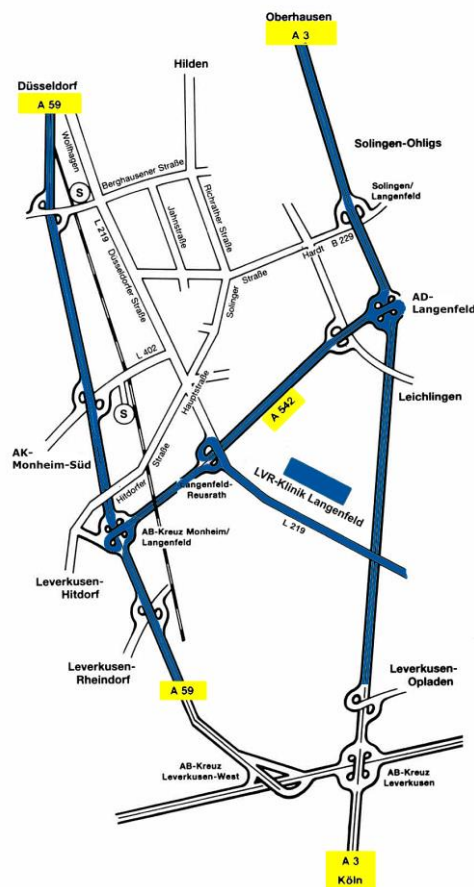 Oberhausen
A 3
Hilden
Düsseldorf
A 59
Wolfhagen
Solingen-Ohligs
Berghausener Straße
S
Solingen/
Langenfeld
Richrather Straße
Jahnstraße
L 219
Düsseldorfer Straße
Hardt
B 229
Solinger
Straße
AD-
Langenfeld
L 402
Hauptstraße
A 542
Leichlingen
S
AK-
Monheim-Süd
Hitdorfer
Straße
Langenfeld-
Reusrath
LVR-Klinik Langenfeld
L 219
AB-Kreuz Monheim/
Langenfeld
Leverkusen-
Hitdorf
Leverkusen-
Rheindorf
Leverkusen-
Opladen
A 59
AB-Kreuz
Leverkusen-West
AB-Kreuz
Leverkusen
A 3
Köln